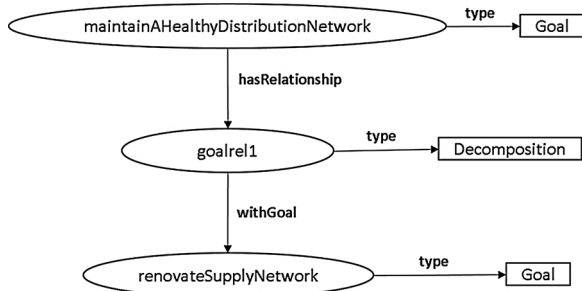 maintainAHealthyDistributionNetwork
type
Goal
hasRelationship
goalrel1
type
Decomposition
withGoal
renovateSupplyNetwork
type
Goal